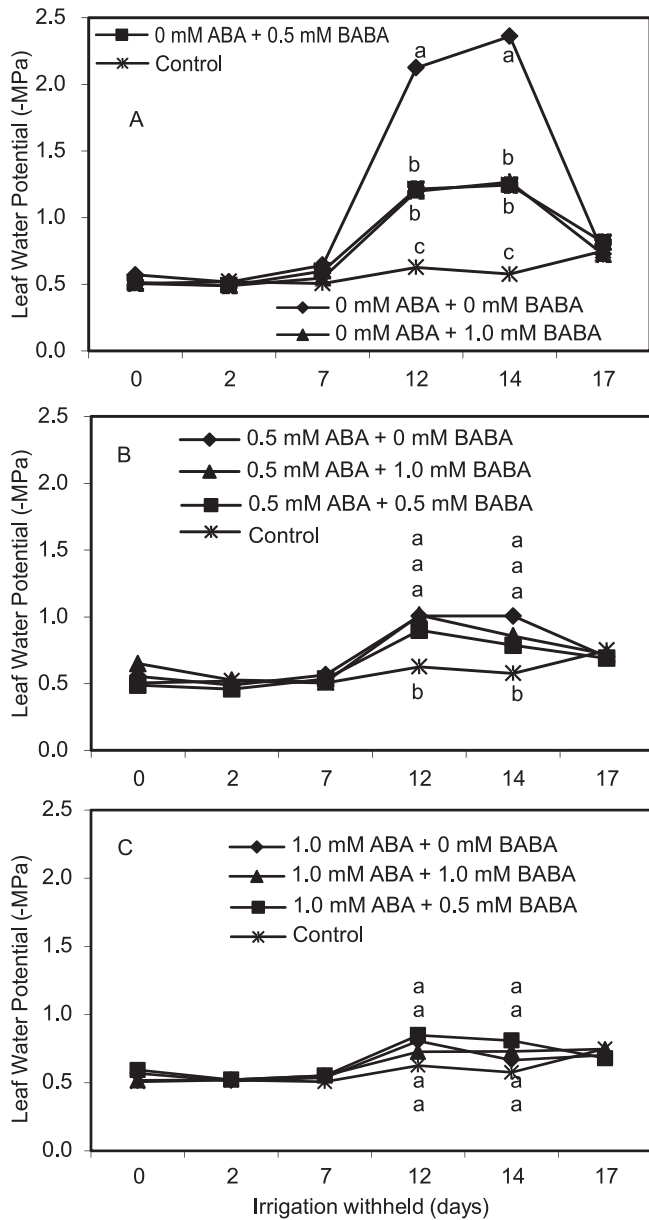 0 mM ABA + 0.5 mM BABA
Control
A
Leaf Water Potential (-MPa)
2.5
2.0
1.5
1.0
0.5
0.0
a a
b b
b b
c c
0 mM ABA + 0 mM BABA
0 mM ABA + 1.0 mM BABA
0 2 7 12 14 17
B
Leaf Water Potential (-MPa)
2.5
2.0
1.5
1.0
0.5
0.0
0.5 mM ABA + 0 mM BABA
0.5 mM ABA + 1.0 mM BABA
0.5 mM ABA + 0.5 mM BABA
Control
a a
a a
a a
b b
0 2 7 12 14 17
C
Leaf Water Potential (-MPa)
2.5
2.0
1.5
1.0
0.5
0.0
1.0 mM ABA + 0 mM BABA
1.0 mM ABA + 1.0 mM BABA
1.0 mM ABA + 0.5 mM BABA
Control
a a
a a
a a
a a
0 2 7 12 14 17
Irrigation withheld (days)